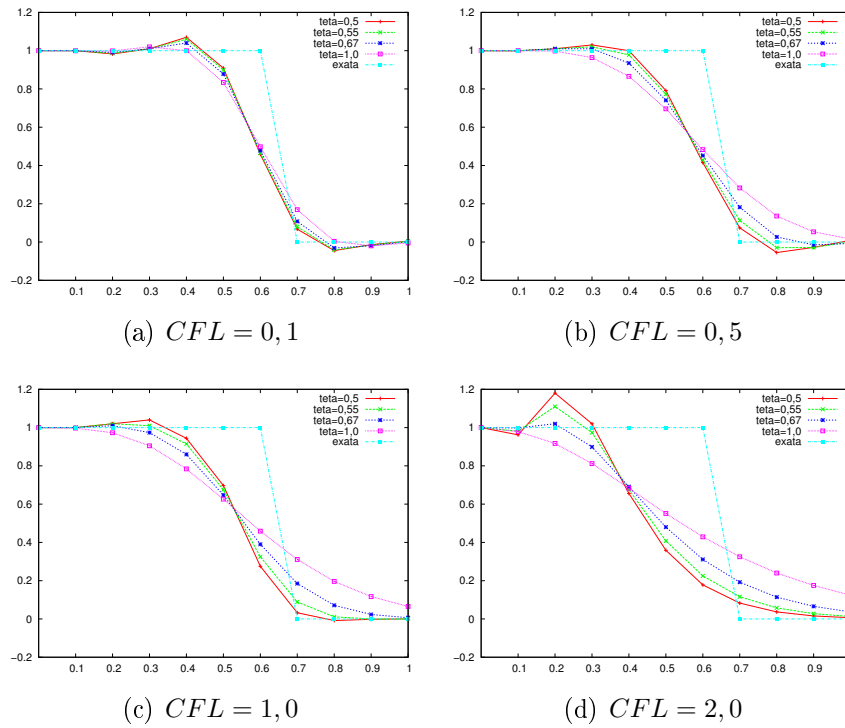 teta=0,5
teta=0,55
teta=0,67
teta=1,0
exata
1.2
1
0.8
0.6
0.4
0.2
0
−0.2
0.1 0.2 0.3 0.4 0.5 0.6 0.7 0.8 0.9 1
(a) CFL = 0, 1
teta=0,5
teta=0,55
teta=0,67
teta=1,0
exata
1.2
1
0.8
0.6
0.4
0.2
0
−0.2
0.1 0.2 0.3 0.4 0.5 0.6 0.7 0.8 0.9
(b) CFL = 0, 5
teta=0,5
teta=0,55
teta=0,67
teta=1,0
exata
1.2
1
0.8
0.6
0.4
0.2
0
−0.2
0.1 0.2 0.3 0.4 0.5 0.6 0.7 0.8 0.9 1
(c) CFL = 1, 0
teta=0,5
teta=0,55
teta=0,67
teta=1,0
exata
1.2
1
0.8
0.6
0.4
0.2
0
−0.2
0.1 0.2 0.3 0.4 0.5 0.6 0.7 0.8 0.9
(d) CFL = 2, 0